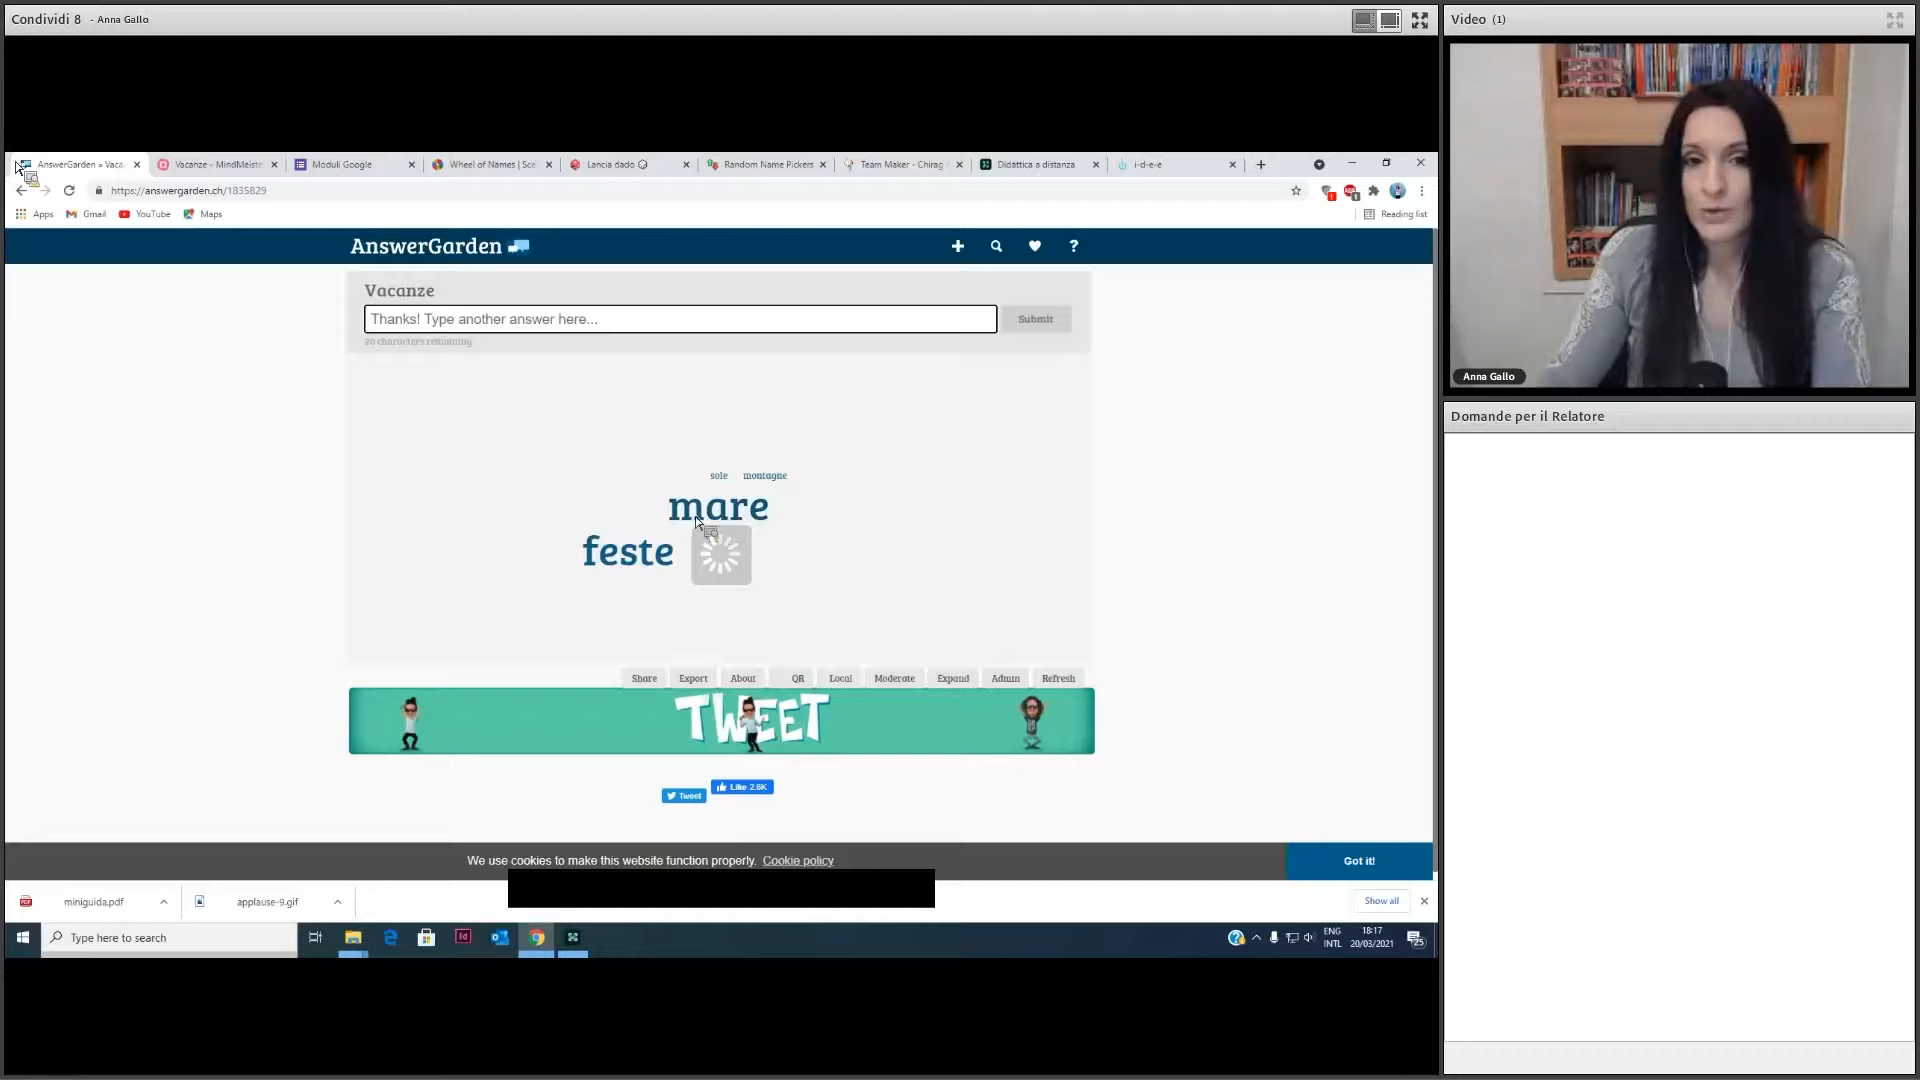 Condividi 8 - Anna Gallo
Video (1)
AnswerGarden » Vaca
Vacanze - MindMeiste
Moduli Google
Wheel of Names | Sce
Lancia dado
Random Name Pickers
Team Maker - Chirag
Didattica a distanza
i-d-e-e
https://answergarden.ch/1835829
Apps
Gmail
YouTube
Maps
Reading list
AnswerGarden
Vacanze
Thanks! Type another answer here...
Submit
20 characters remaining
sole montagne
mare
feste
Share
Export
About
QR
Local
Moderate
Expand
Admin
Refresh
TWEET
Tweet
Like 2.6K
We use cookies to make this website function properly. Cookie policy
Got it!
miniguida.pdf
applause-9.gif
Show all
Type here to search
ENG
INTL
18:17
20/03/2021
25
Anna Gallo
Domande per il Relatore